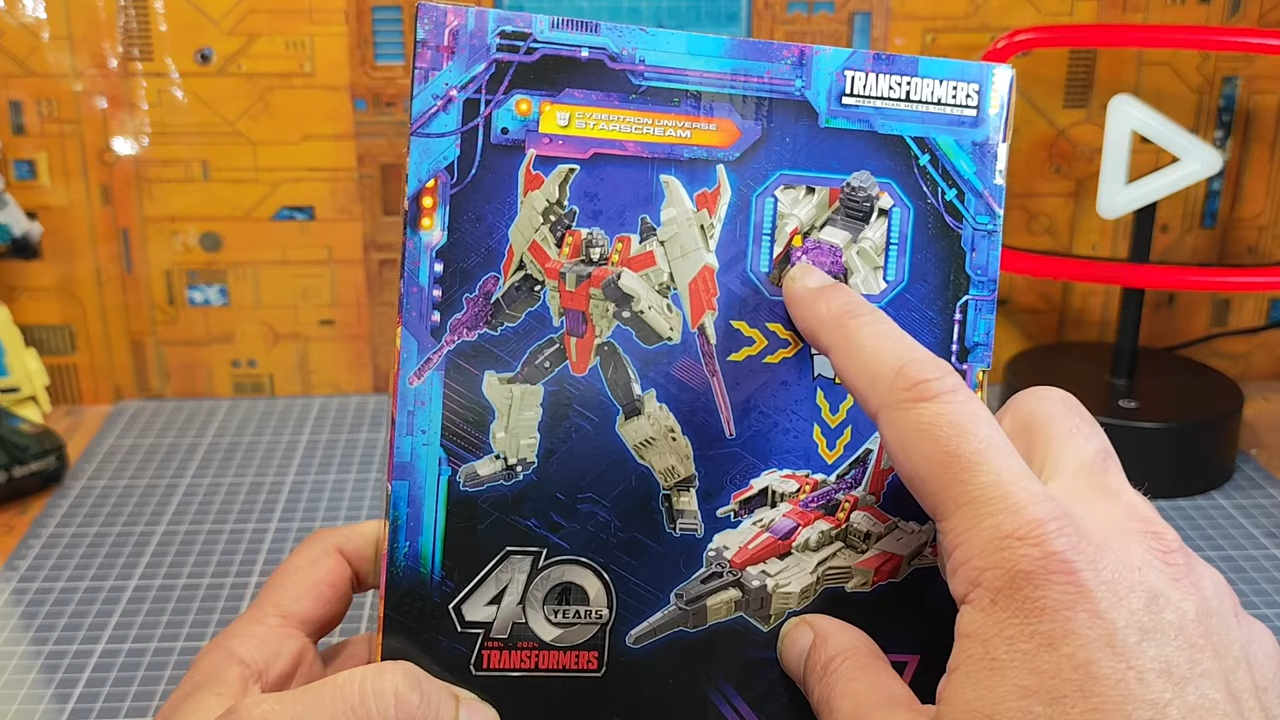 TRANSFORMERS
MORE THAN MEETS THE EYE
CYBERTRON UNIVERSE
STARSCREAM
40
YEARS
1984 - 2024
TRANSFORMERS